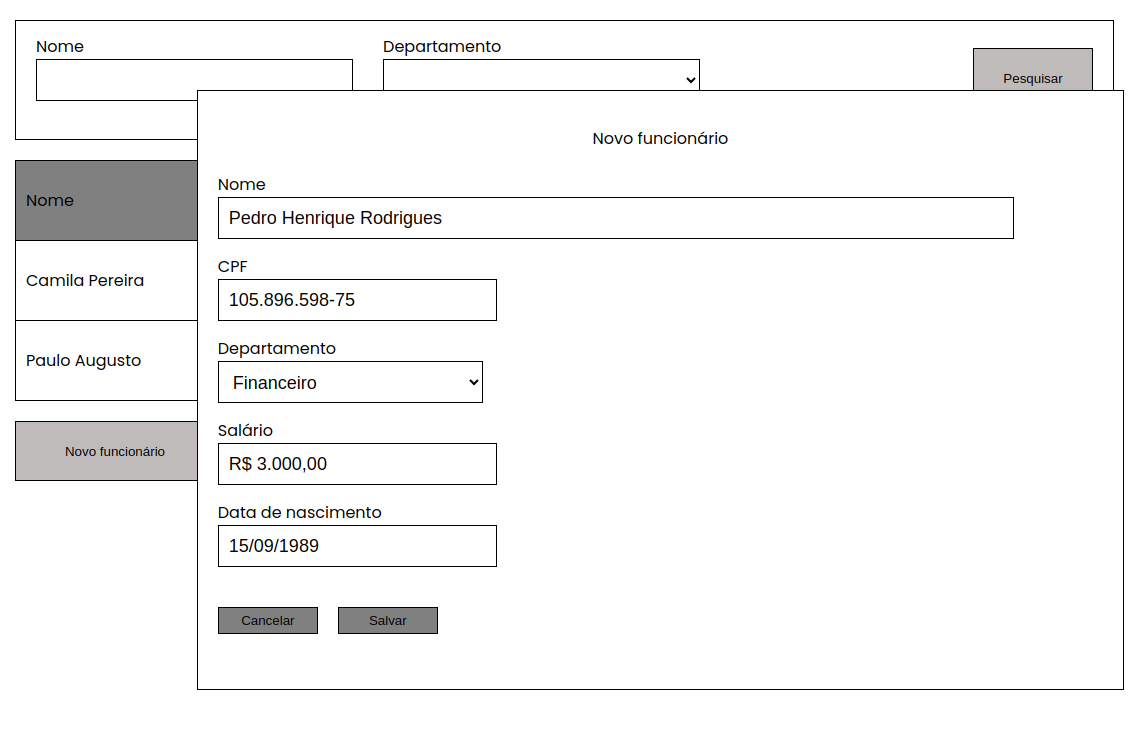 Nome
Departamento
Pesquisar
Novo funcionário
Nome
Pedro Henrique Rodrigues
CPF
105.896.598-75
Departamento
Financeiro
Salário
R$ 3.000,00
Data de nascimento
15/09/1989
Cancelar
Salvar
Nome
Camila Pereira
Paulo Augusto
Novo funcionário